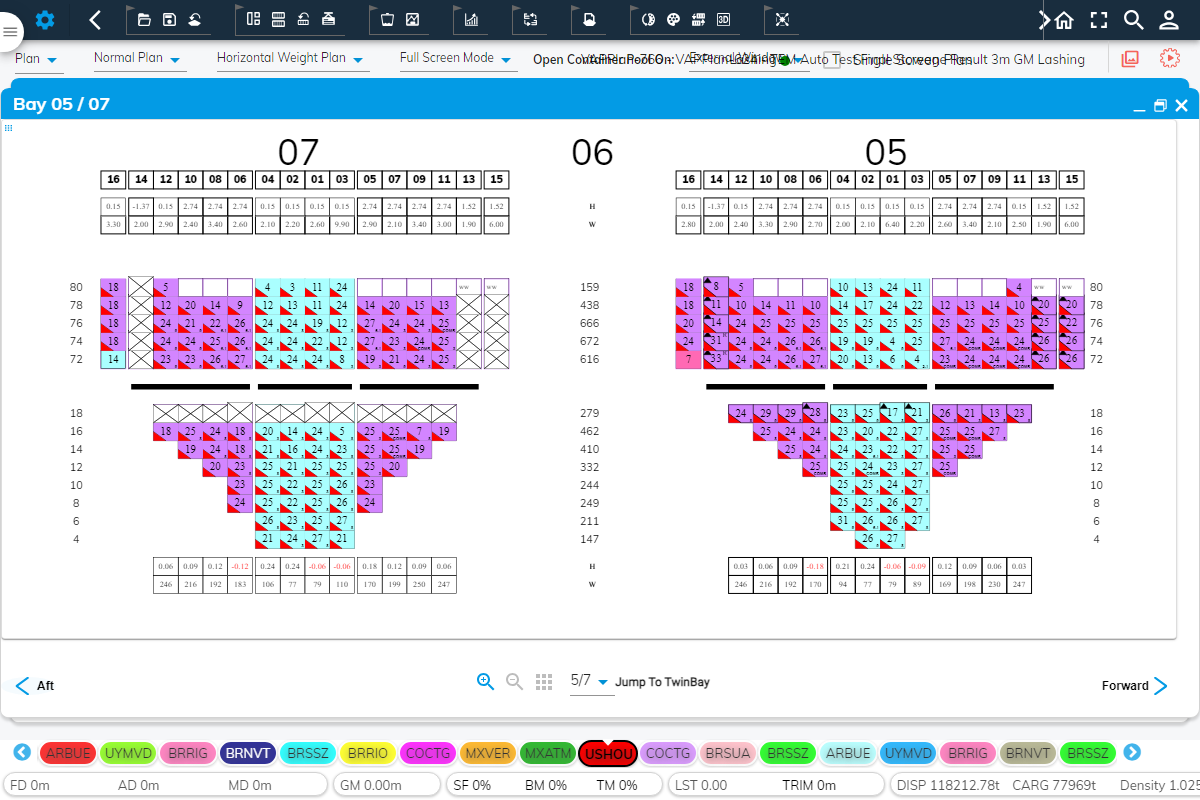 Plan
Normal Plan
Horizontal Weight Plan
Full Screen Mode
Bay 05 / 07
07 06 05
16 14 12 10 08 06 04 02 01 03 05 07 09 11 13 15 16 14 12 10 08 06 04 02 01 03 05 07 09 11 13 15
0.15 -1.37 0.15 2.74 2.74 2.74 0.15 0.15 0.15 0.15 2.74 2.74 2.74 2.74 1.52 1.52 H 0.15 -1.37 0.15 2.74 2.74 2.74 0.15 0.15 0.15 0.15 2.74 2.74 2.74 0.15 1.52 1.52
3.30 2.00 2.90 2.40 3.40 2.60 2.10 2.20 2.60 9.90 2.90 2.10 3.40 3.00 1.90 6.00 W 2.80 2.00 2.40 3.30 2.90 2.70 2.00 2.10 6.40 2.20 3.40 2.40 2.10 2.50 1.90 6.00
80 18 5 4 3 11 24 ww ww 159 18 8 5 10 13 24 11 4 ww ww 80
78 18 12 20 14 9 12 13 11 24 14 20 15 13 438 18 11 10 14 11 10 14 17 24 22 12 13 14 10 20 20 78
76 18 24 21 22 26 24 24 19 12 27 24 24 25 666 20 14 24 25 25 25 25 25 25 25 25 25 25 24 25 22 76
74 18 24 24 25 26 24 24 22 12 27 23 24 25 672 24 31 24 24 25 24 24 25 25 24 27 25 24 24 26 26 74
72 14 23 23 26 27 24 24 24 8 19 21 24 25 616 7 33 24 24 26 27 20 13 6 4 23 24 24 24 26 26 72
18 279 24 29 29 28 23 25 17 21 26 21 13 23 18
16 18 25 24 18 20 14 24 5 25 25 7 19 462 25 24 24 21 20 22 27 25 25 27 16
14 19 24 18 21 16 24 23 25 25 19 410 25 24 24 23 22 27 25 25 14
12 20 23 25 21 25 25 25 20 332 25 25 24 23 27 25 12
10 23 25 22 25 26 23 244 25 25 24 27 10
8 24 25 22 25 26 24 249 25 25 26 27 8
6 26 23 25 27 211 31 26 26 27 6
4 21 24 27 21 147 26 27 4
0.06 0.09 0.12 -0.12 0.24 0.24 -0.06 -0.06 0.18 0.12 0.09 0.06 H 0.03 0.06 0.09 -0.18 0.21 0.24 -0.06 -0.09 0.12 0.09 0.06 0.03
246 216 192 183 106 77 79 110 170 199 250 247 W 246 216 192 170 94 77 79 89 169 198 230 247
Aft
5/7 Jump To TwinBay
Forward
ARBUE UYMVD BRRIG BRNVT BRSSZ BRRIO COCTG MXVER MXATM USHOU COCTG BRSUA BRSSZ ARBUE UYMVD BRRIG BRNVT BRSSZ
FD 0m AD 0m MD 0m GM 0.00m SF 0% BM 0% TM 0% LST 0.00 TRIM 0m DISP 118212.78t CARG 77969t Density 1.025